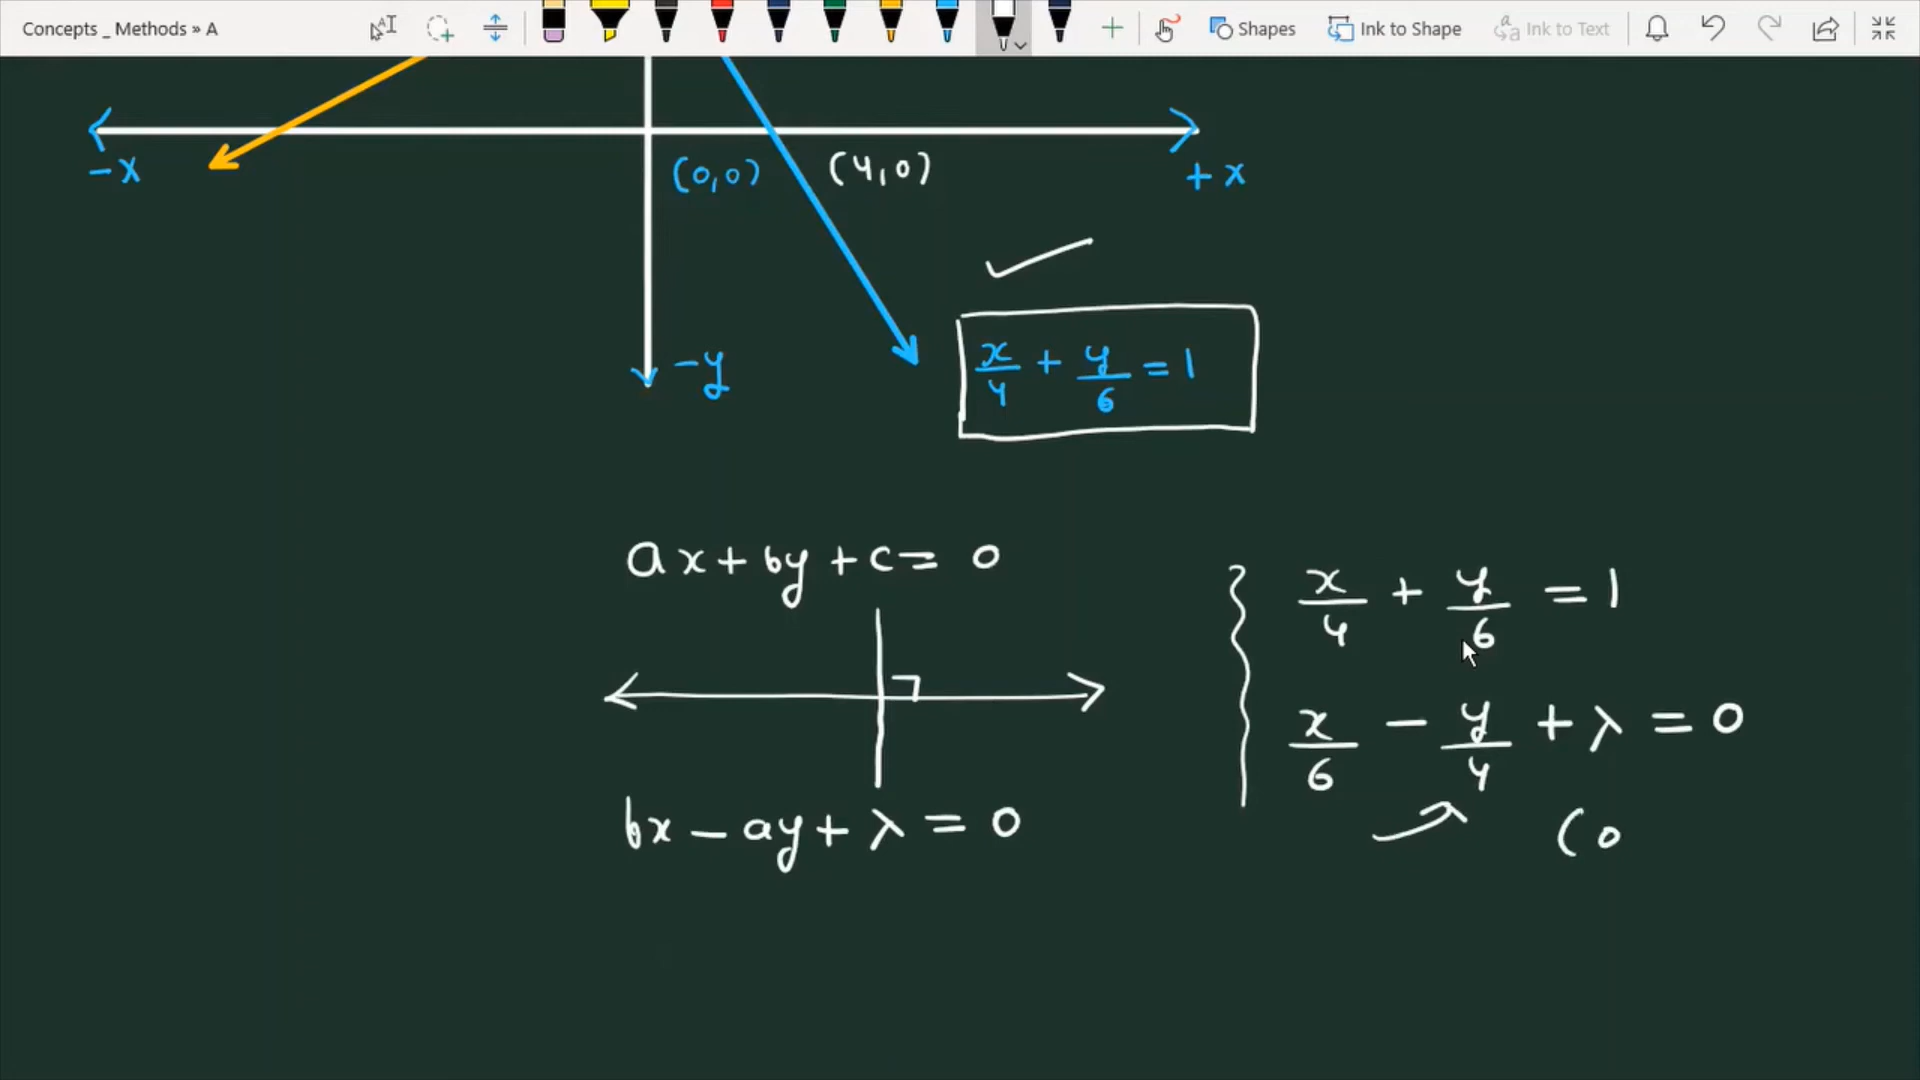 Concepts _ Methods » A
Shapes
Ink to Shape
Ink to Text
-x
(0,0)
(4,0)
+x
-y
x/4 + y/6 = 1
ax+by+c= 0
bx-ay+λ=0
x/4 + y/6 = 1
x/6 - y/4 + λ = 0
(0